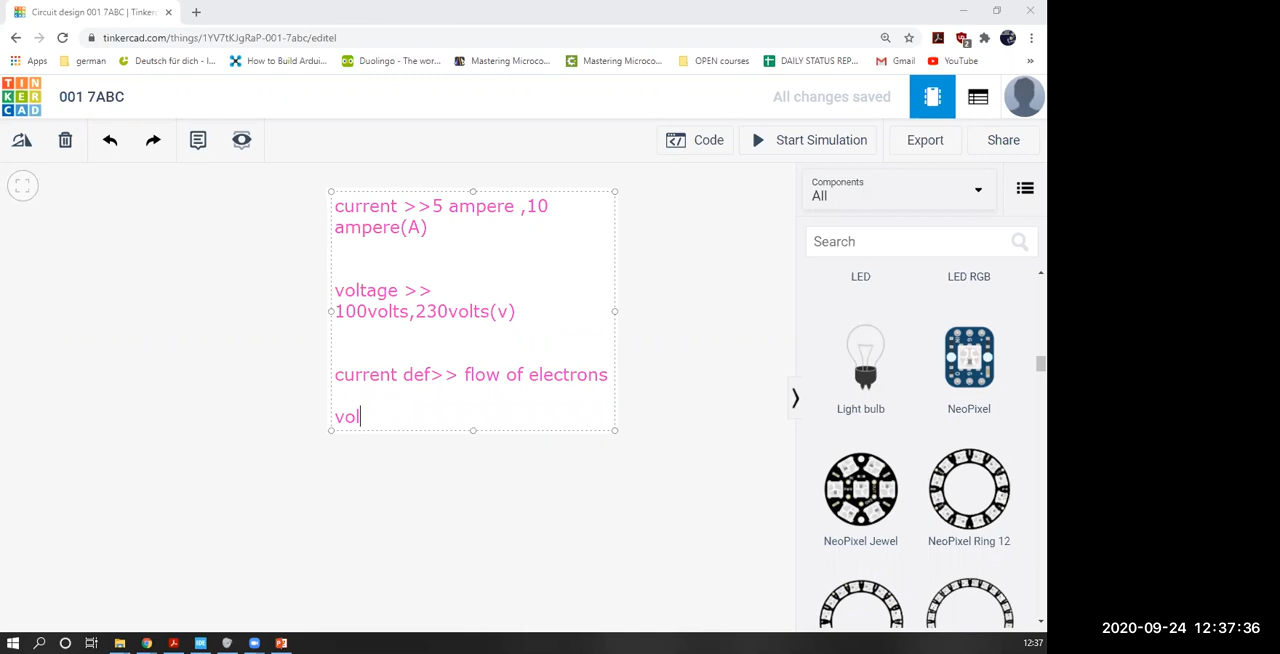 Circuit design 001 7ABC | Tinker
tinkercad.com/things/1YV7tKJgRaP-001-7abc/editel
Apps german Deutsch für dich - I... How to Build Arduin... Duolingo - The wor... Mastering Microco... Mastering Microco... OPEN courses DAILY STATUS REP... Gmail YouTube »
TIN
KER
CAD
001 7ABC
All changes saved
Code Start Simulation Export Share
Components
All
Search
current >>5 ampere ,10
ampere(A)
voltage >>
100volts,230volts(v)
current def>> flow of electrons
vol
LED LED RGB
Light bulb NeoPixel
NeoPixel Jewel NeoPixel Ring 12
12:37
2020-09-24 12:37:36